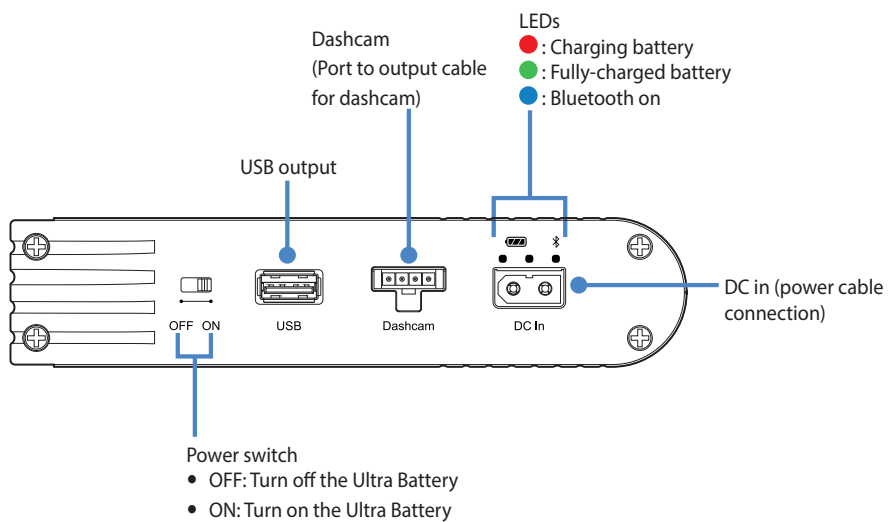 LEDs
: Charging battery
: Fully-charged battery
: Bluetooth on
Dashcam
(Port to output cable
for dashcam)
USB output
DC in (power cable
connection)
OFF ON
USB
Dashcam
DC In
Power switch
• OFF: Turn off the Ultra Battery
• ON: Turn on the Ultra Battery